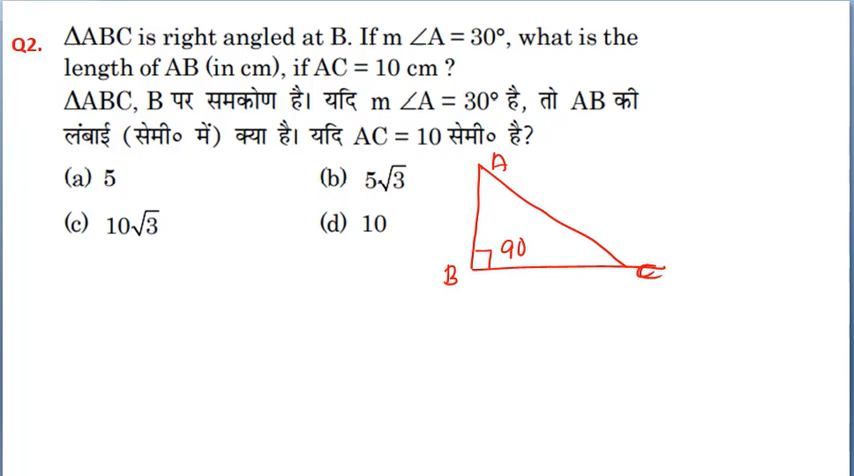 Q2. ΔABC is right angled at B. If m ∠A = 30°, what is the
length of AB (in cm), if AC = 10 cm ?
ΔABC, B पर समकोण है। यदि m ∠A = 30° है, तो AB की
लंबाई (सेमी० में) क्या है। यदि AC = 10 सेमी० है?
(a) 5 (b) 5√3
(c) 10√3 (d) 10
A
90
B C